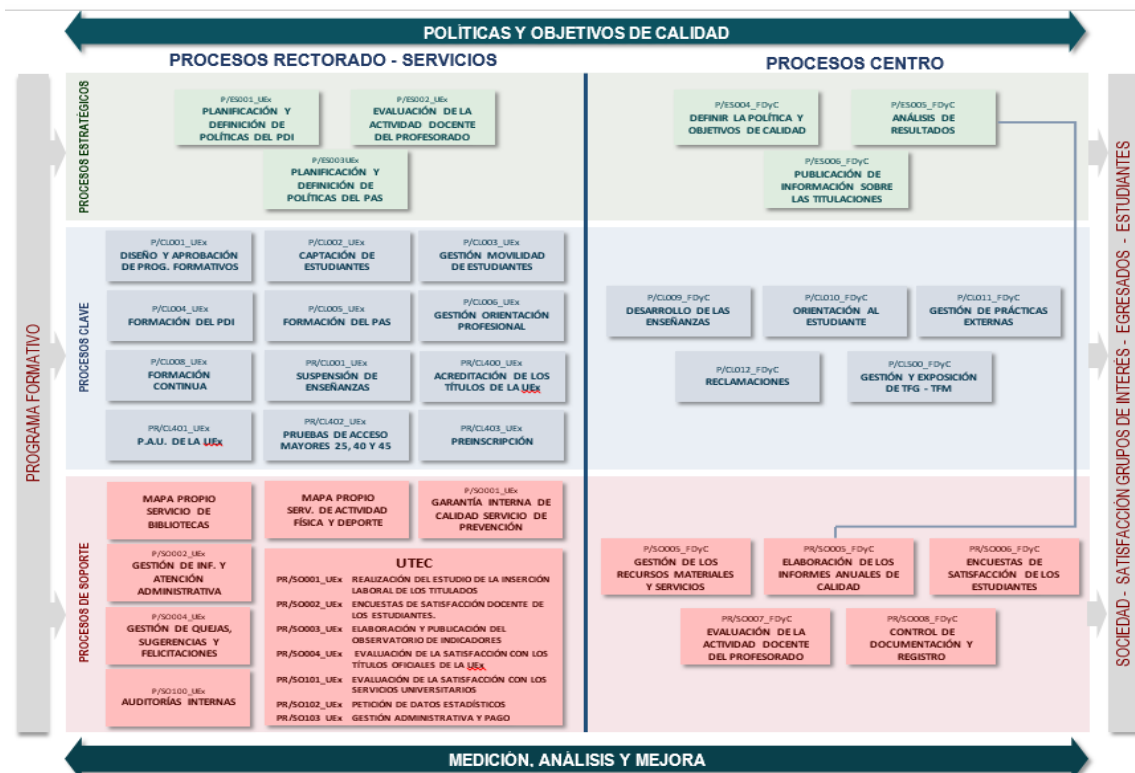 POLÍTICAS Y OBJETIVOS DE CALIDAD
PROCESOS RECTORADO - SERVICIOS
PROCESOS CENTRO
PROGRAMA FORMATIVO
PROCESOS ESTRATÉGICOS
P/ES001_UEx
PLANIFICACIÓN Y
DEFINICIÓN DE
POLÍTICAS DEL PDI
P/ES002_UEx
EVALUACIÓN DE LA
ACTIVIDAD DOCENTE
DEL PROFESORADO
P/ES003UEx
PLANIFICACIÓN Y
DEFINICIÓN DE
POLÍTICAS DEL PAS
P/ES004_FDyC
DEFINIR LA POLÍTICA Y
OBJETIVOS DE CALIDAD
P/ES005_FDyC
ANÁLISIS DE
RESULTADOS
P/ES006_FDyC
PUBLICACIÓN DE
INFORMACIÓN SOBRE
LAS TITULACIONES
PROCESOS CLAVE
P/CL001_UEx
DISEÑO Y APROBACIÓN
DE PROG. FORMATIVOS
P/CL002_UEx
CAPTACIÓN DE
ESTUDIANTES
P/CL003_UEx
GESTIÓN MOVILIDAD
DE ESTUDIANTES
P/CL004_UEx
FORMACIÓN DEL PDI
P/CL005_UEx
FORMACIÓN DEL PAS
P/CL006_UEx
GESTIÓN ORIENTACIÓN
PROFESIONAL
P/CL008_UEx
FORMACIÓN
CONTINUA
PR/CL001_UEx
SUSPENSIÓN DE
ENSEÑANZAS
PR/CL400_UEx
ACREDITACIÓN DE LOS
TÍTULOS DE LA UEx
PR/CL401_UEx
P.A.U. DE LA UEx
PR/CL402_UEx
PRUEBAS DE ACCESO
MAYORES 25, 40 Y 45
PR/CL403_UEx
PREINSCRIPCIÓN
P/CL009_FDyC
DESARROLLO DE LAS
ENSEÑANZAS
P/CL010_FDyC
ORIENTACIÓN AL
ESTUDIANTE
P/CL011_FDyC
GESTIÓN DE PRÁCTICAS
EXTERNAS
P/CL012_FDyC
RECLAMACIONES
P/CL500_FDyC
GESTIÓN Y EXPOSICIÓN
DE TFG - TFM
PROCESOS DE SOPORTE
MAPA PROPIO
SERVICIO DE
BIBLIOTECAS
MAPA PROPIO
SERV. DE ACTIVIDAD
FÍSICA Y DEPORTE
P/SO001_UEx
GARANTÍA INTERNA DE
CALIDAD SERVICIO DE
PREVENCIÓN
P/SO002_UEx
GESTIÓN DE INF. Y
ATENCIÓN
ADMINISTRATIVA
P/SO004_UEx
GESTIÓN DE QUEJAS,
SUGERENCIAS Y
FELICITACIONES
P/SO100_UEx
AUDITORÍAS INTERNAS
UTEC
PR/SO001_UEx REALIZACIÓN DEL ESTUDIO DE LA INSERCIÓN
LABORAL DE LOS TITULADOS
PR/SO002_UEx ENCUESTAS DE SATISFACCIÓN DOCENTE DE
LOS ESTUDIANTES.
PR/SO003_UEx ELABORACIÓN Y PUBLICACIÓN DEL
OBSERVATORIO DE INDICADORES
PR/SO004_UEx EVALUACIÓN DE LA SATISFACCIÓN CON LOS
TÍTULOS OFICIALES DE LA UEx
PR/SO101_UEx EVALUACIÓN DE LA SATISFACCIÓN CON LOS
SERVICIOS UNIVERSITARIOS
PR/SO102_UEx PETICIÓN DE DATOS ESTADÍSTICOS
PR/SO103_UEx GESTIÓN ADMINISTRATIVA Y PAGO
P/SO005_FDyC
GESTIÓN DE LOS
RECURSOS MATERIALES
Y SERVICIOS
PR/SO005_FDyC
ELABORACIÓN DE LOS
INFORMES ANUALES DE
CALIDAD
PR/SO006_FDyC
ENCUESTAS DE
SATISFACCIÓN DE LOS
ESTUDIANTES
PR/SO007_FDyC
EVALUACIÓN DE LA
ACTIVIDAD DOCENTE
DEL PROFESORADO
PR/SO008_FDyC
CONTROL DE
DOCUMENTACIÓN Y
REGISTRO
SOCIEDAD - SATISFACCIÓN GRUPOS DE INTERÉS - EGRESADOS - ESTUDIANTES
MEDICIÓN, ANÁLISIS Y MEJORA